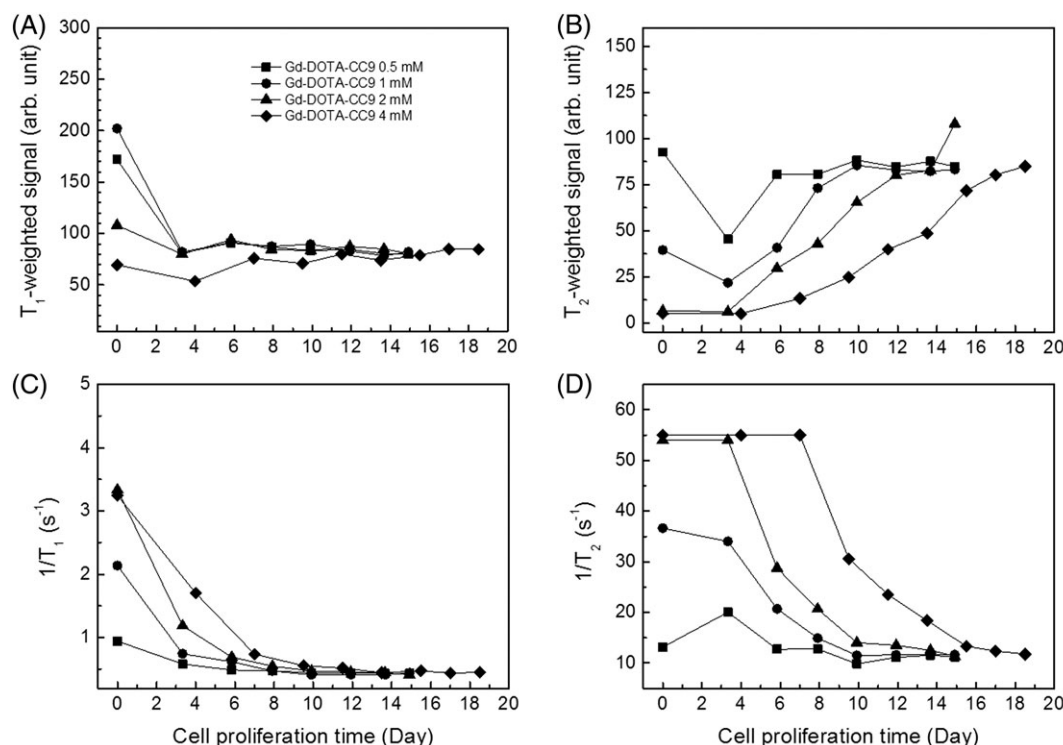 (A)
T1-weighted signal (arb. unit)
300
250
200
150
100
50
Gd-DOTA-CC9 0.5 mM
Gd-DOTA-CC9 1 mM
Gd-DOTA-CC9 2 mM
Gd-DOTA-CC9 4 mM
0 2 4 6 8 10 12 14 16 18 20
(B)
T2-weighted signal (arb. unit)
150
125
100
75
50
25
0
0 2 4 6 8 10 12 14 16 18 20
(C)
1/T1 (s-1)
5
4
3
2
1
0 2 4 6 8 10 12 14 16 18 20
Cell proliferation time (Day)
(D)
1/T2 (s-1)
60
50
40
30
20
10
0 2 4 6 8 10 12 14 16 18 20
Cell proliferation time (Day)